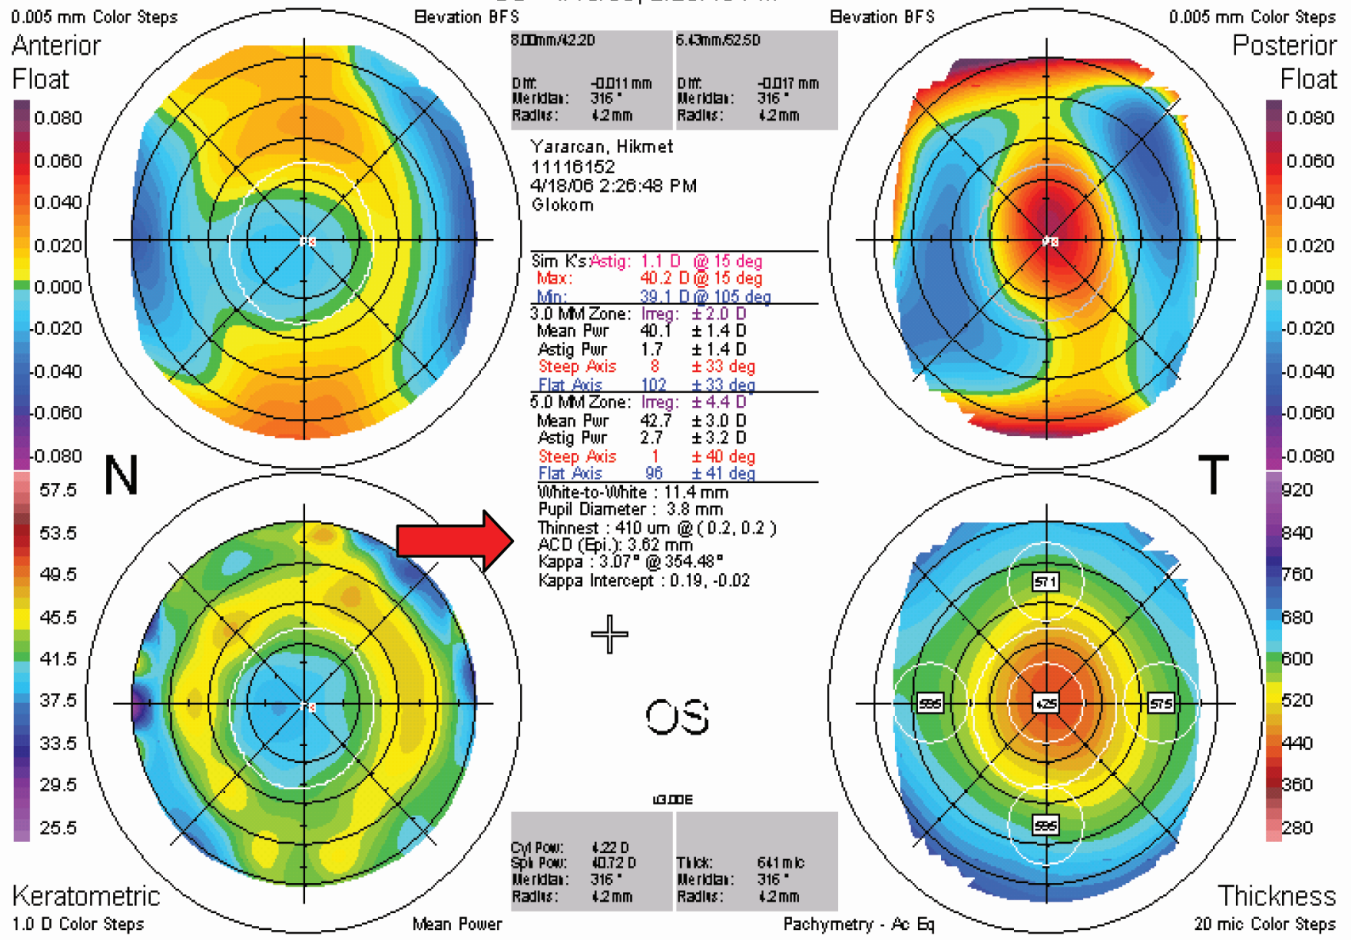 0.005 mm Color Steps
Elevation BFS
Elevation BFS
0.005 mm Color Steps
Anterior
Float
Posterior
Float
8.00mm/42.2D
Diff: -0.011 mm
Meridian: 316 °
Radius: 4.2 mm
6.43mm/52.5D
Diff: -0.017 mm
Meridian: 316 °
Radius: 4.2 mm
Yararcan, Hikmet
11116152
4/18/06 2:26:48 PM
Glokom
Sim K's: Astig: 1.1 D @ 15 deg
Max: 40.2 D @ 15 deg
Min: 39.1 D @ 105 deg
3.0 MM Zone: Irreg: ± 2.0 D
Mean Pwr 40.1 ± 1.4 D
Astig Pwr 1.7 ± 1.4 D
Steep Axis 8 ± 33 deg
Flat Axis 102 ± 33 deg
5.0 MM Zone: Irreg: ± 4.4 D
Mean Pwr 42.7 ± 3.0 D
Astig Pwr 2.7 ± 3.2 D
Steep Axis 1 ± 40 deg
Flat Axis 96 ± 41 deg
White-to-White : 11.4 mm
Pupil Diameter : 3.8 mm
Thinnest : 410 um @ ( 0.2, 0.2 )
ACD (Epi.): 3.62 mm
Kappa : 3.07° @ 354.48°
Kappa Intercept : 0.19, -0.02
0.080
0.060
0.040
0.020
0.000
-0.020
-0.040
-0.060
-0.080
57.5
53.5
49.5
45.5
41.5
37.5
33.5
29.5
25.5
N
T
0.080
0.060
0.040
0.020
0.000
-0.020
-0.040
-0.060
-0.080
920
840
760
680
600
520
440
360
280
571
595
425
575
595
OS
Cyl Pow: 4.22 D
Sph Pow: 40.72 D
Meridian: 316 °
Radius: 4.2 mm
Thick: 641 mic
Meridian: 316 °
Radius: 4.2 mm
Keratometric
1.0 D Color Steps
Mean Power
Pachymetry - Ac Eq
Thickness
20 mic Color Steps